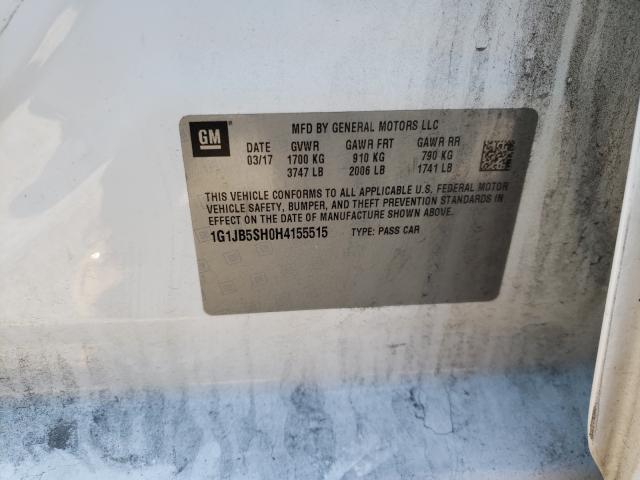 GM
MFD BY GENERAL MOTORS LLC
DATE GVWR GAWR FRT GAWR RR
03/17 1700 KG 910 KG 790 KG
3747 LB 2006 LB 1741 LB
THIS VEHICLE CONFORMS TO ALL APPLICABLE U.S. FEDERAL MOTOR
VEHICLE SAFETY, BUMPER, AND THEFT PREVENTION STANDARDS IN
EFFECT ON THE DATE OF MANUFACTURE SHOWN ABOVE.
1G1JB5SH0H4155515 TYPE: PASS CAR